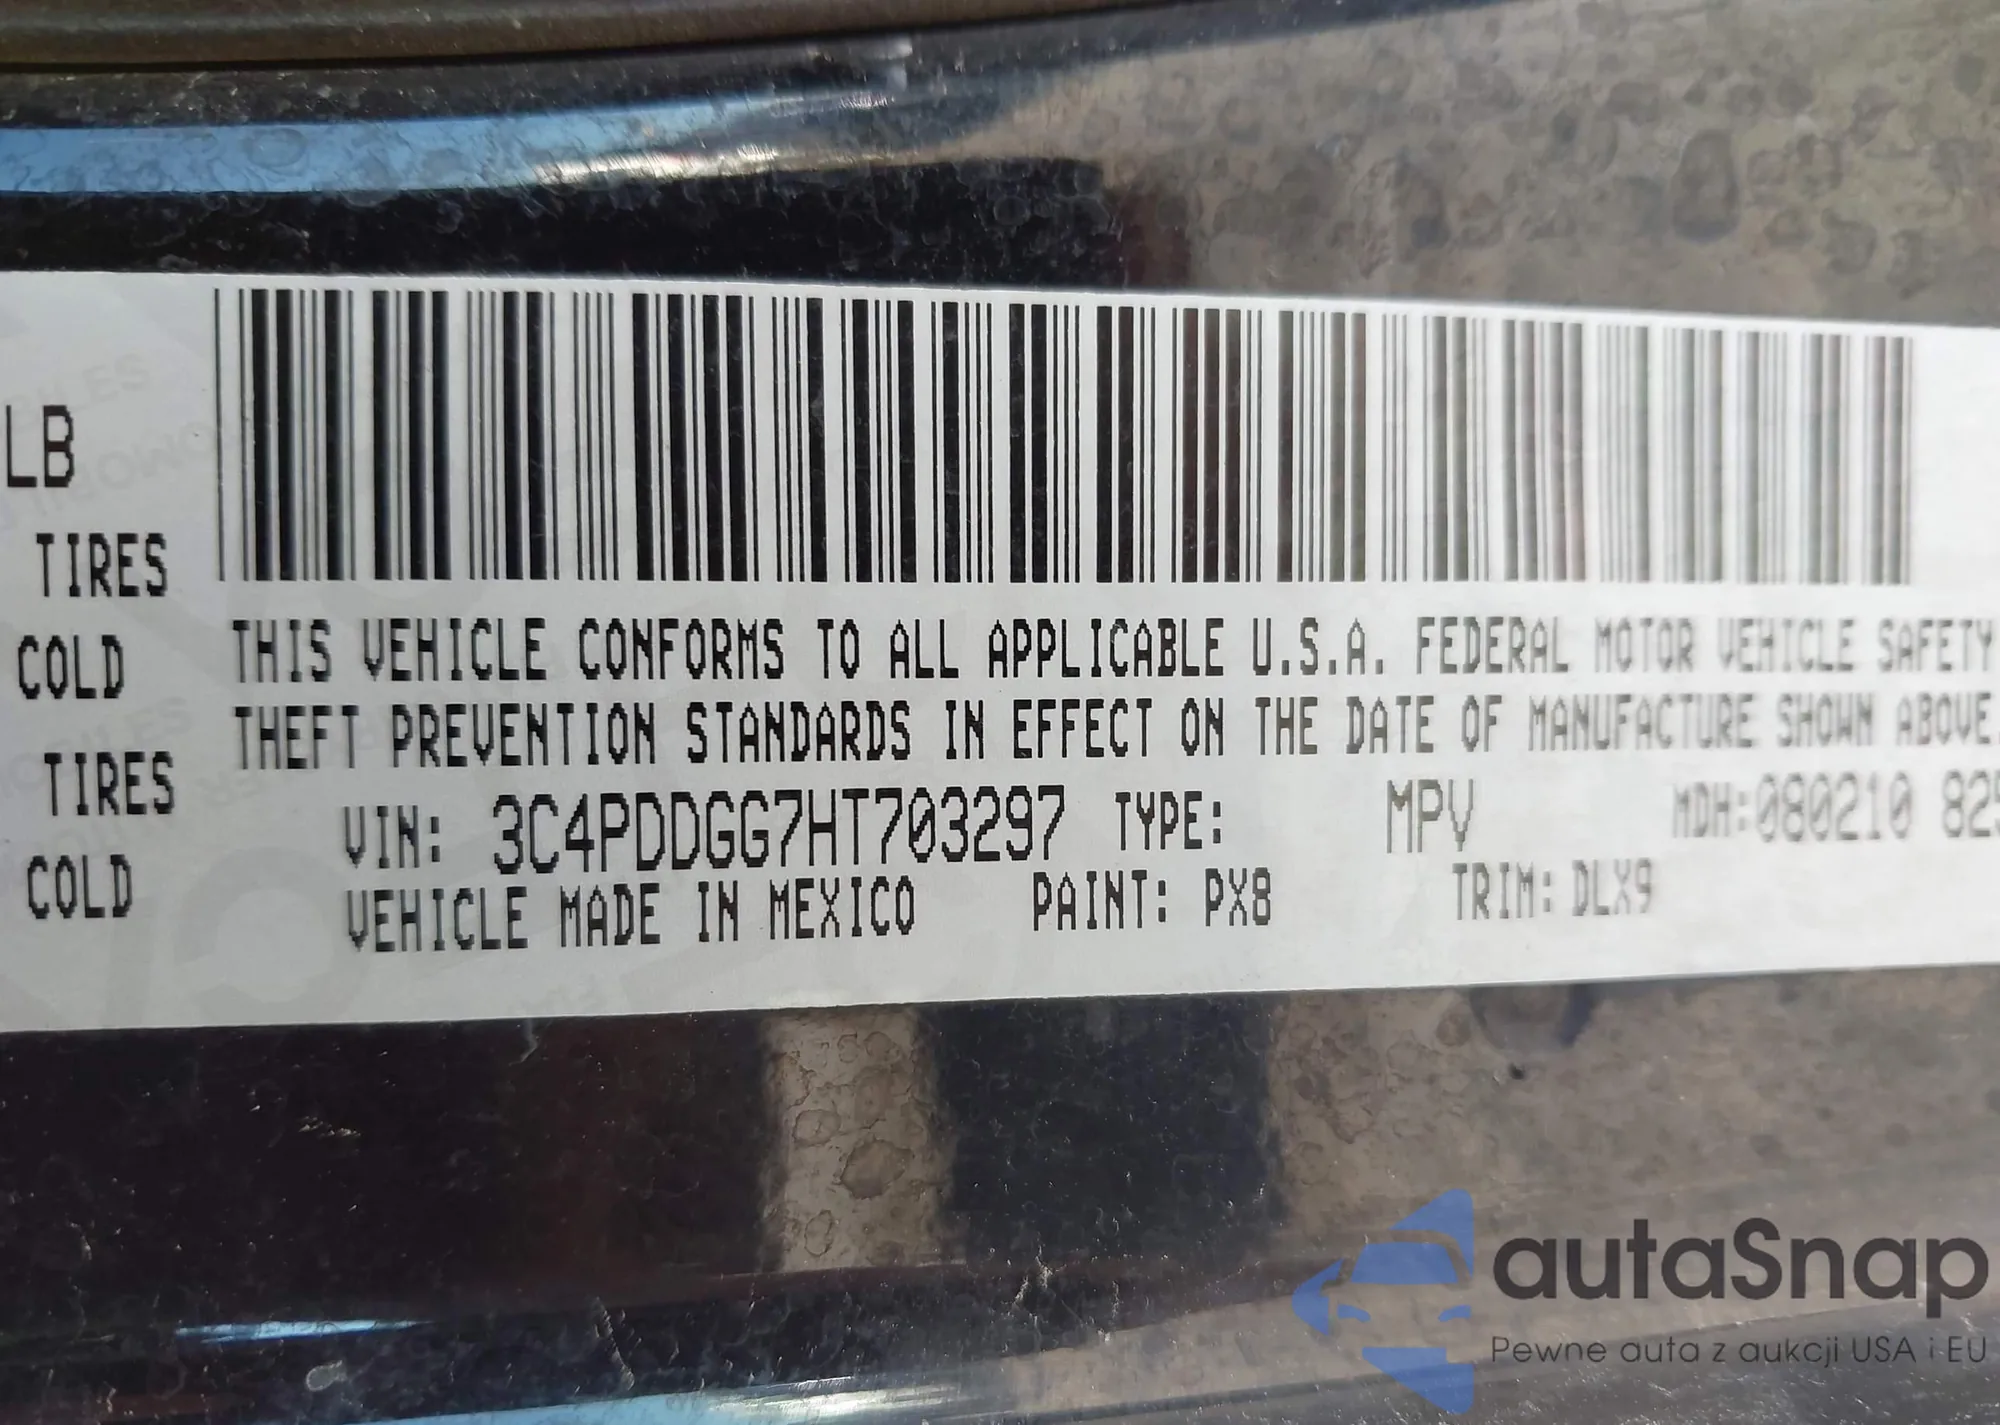 LB
TIRES
COLD
TIRES
COLD
THIS VEHICLE CONFORMS TO ALL APPLICABLE U.S.A. FEDERAL MOTOR VEHICLE SAFETY
THEFT PREVENTION STANDARDS IN EFFECT ON THE DATE OF MANUFACTURE SHOWN ABOVE.
VIN: 3C4PDDGG7HT703297 TYPE: MPV MDH:080210 825
VEHICLE MADE IN MEXICO PAINT: PX8 TRIM: DLX9
autaSnap
Pewne auta z aukcji USA i EU